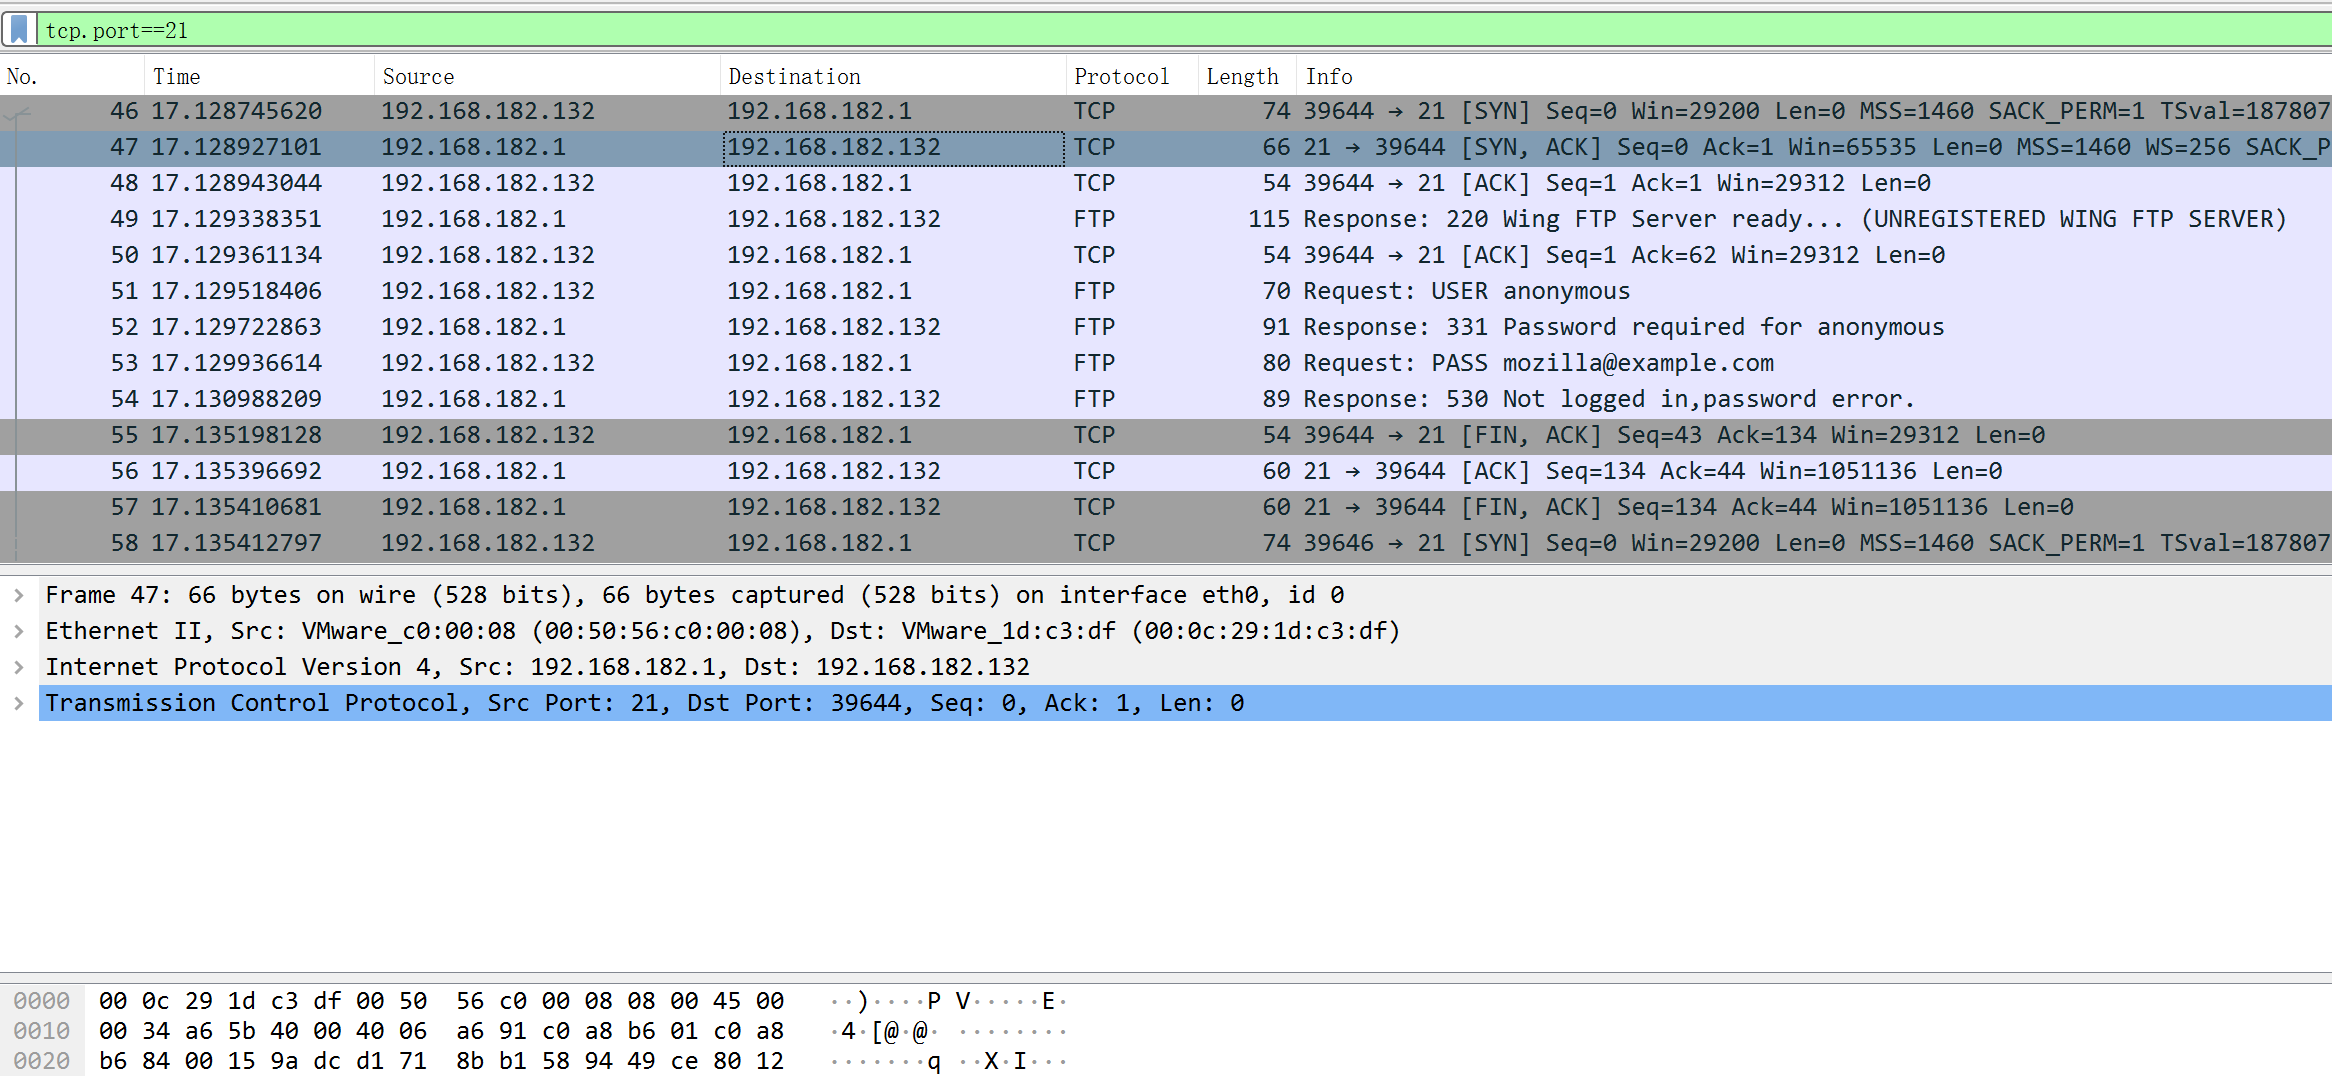 tcp.port==21
No. Time Source Destination Protocol Length Info
46 17.128745620 192.168.182.132 192.168.182.1 TCP 74 39644 → 21 [SYN] Seq=0 Win=29200 Len=0 MSS=1460 SACK_PERM=1 TSval=187807
47 17.128927101 192.168.182.1 192.168.182.132 TCP 66 21 → 39644 [SYN, ACK] Seq=0 Ack=1 Win=65535 Len=0 MSS=1460 WS=256 SACK_P
48 17.128943044 192.168.182.132 192.168.182.1 TCP 54 39644 → 21 [ACK] Seq=1 Ack=1 Win=29312 Len=0
49 17.129338351 192.168.182.1 192.168.182.132 FTP 115 Response: 220 Wing FTP Server ready... (UNREGISTERED WING FTP SERVER)
50 17.129361134 192.168.182.132 192.168.182.1 TCP 54 39644 → 21 [ACK] Seq=1 Ack=62 Win=29312 Len=0
51 17.129518406 192.168.182.132 192.168.182.1 FTP 70 Request: USER anonymous
52 17.129722863 192.168.182.1 192.168.182.132 FTP 91 Response: 331 Password required for anonymous
53 17.129936614 192.168.182.132 192.168.182.1 FTP 80 Request: PASS mozilla@example.com
54 17.130988209 192.168.182.1 192.168.182.132 FTP 89 Response: 530 Not logged in,password error.
55 17.135198128 192.168.182.132 192.168.182.1 TCP 54 39644 → 21 [FIN, ACK] Seq=43 Ack=134 Win=29312 Len=0
56 17.135396692 192.168.182.1 192.168.182.132 TCP 60 21 → 39644 [ACK] Seq=134 Ack=44 Win=1051136 Len=0
57 17.135410681 192.168.182.1 192.168.182.132 TCP 60 21 → 39644 [FIN, ACK] Seq=134 Ack=44 Win=1051136 Len=0
58 17.135412797 192.168.182.132 192.168.182.1 TCP 74 39646 → 21 [SYN] Seq=0 Win=29200 Len=0 MSS=1460 SACK_PERM=1 TSval=187807
Frame 47: 66 bytes on wire (528 bits), 66 bytes captured (528 bits) on interface eth0, id 0
Ethernet II, Src: VMware_c0:00:08 (00:50:56:c0:00:08), Dst: VMware_1d:c3:df (00:0c:29:1d:c3:df)
Internet Protocol Version 4, Src: 192.168.182.1, Dst: 192.168.182.132
Transmission Control Protocol, Src Port: 21, Dst Port: 39644, Seq: 0, Ack: 1, Len: 0
0000 00 0c 29 1d c3 df 00 50 56 c0 00 08 08 00 45 00 ··)····P V·····E·
0010 00 34 a6 5b 40 00 40 06 a6 91 c0 a8 b6 01 c0 a8 ·4·[@·@· ········
0020 b6 84 00 15 9a dc d1 71 8b b1 58 94 49 ce 80 12 ·······q ··X·I···